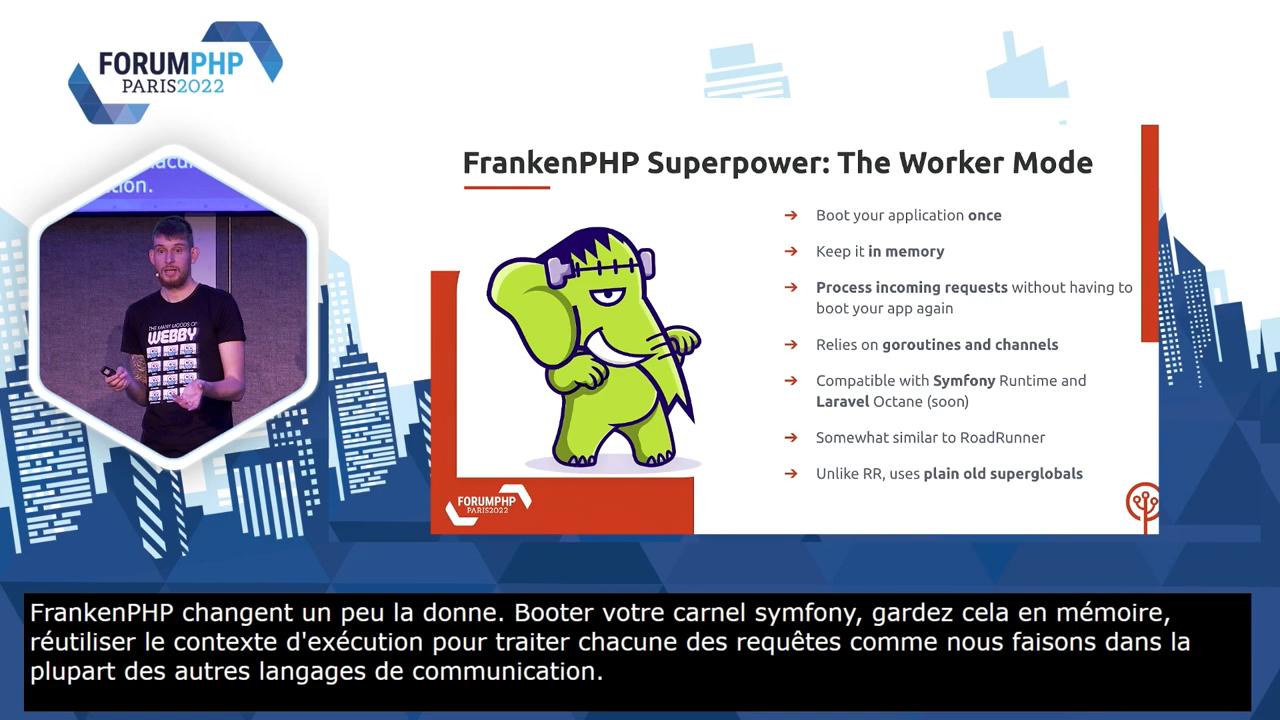 FORUMPHP
PARIS2022
tion.
THE MANY MOODS OF
WEBBY
FrankenPHP Superpower: The Worker Mode
➔ Boot your application once
➔ Keep it in memory
➔ Process incoming requests without having to
boot your app again
➔ Relies on goroutines and channels
➔ Compatible with Symfony Runtime and
Laravel Octane (soon)
➔ Somewhat similar to RoadRunner
➔ Unlike RR, uses plain old superglobals
FORUMPHP
PARIS2022
FrankenPHP changent un peu la donne. Booter votre carnel symfony, gardez cela en mémoire,
réutiliser le contexte d'exécution pour traiter chacune des requêtes comme nous faisons dans la
plupart des autres langages de communication.